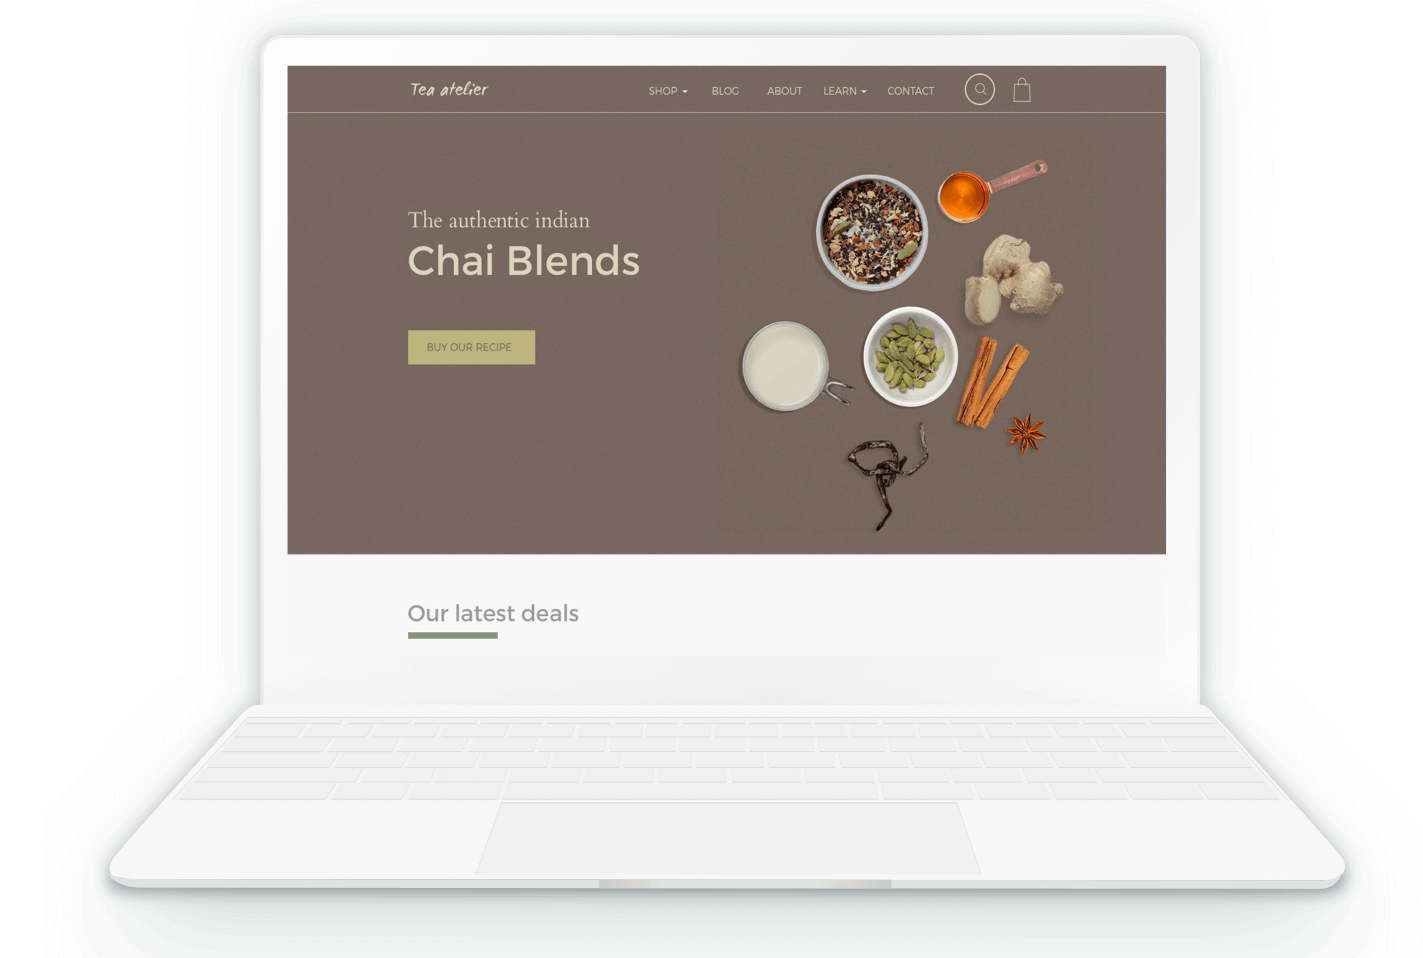 Tea atelier
SHOP BLOG ABOUT LEARN CONTACT
The authentic indian
Chai Blends
BUY OUR RECIPE
Our latest deals